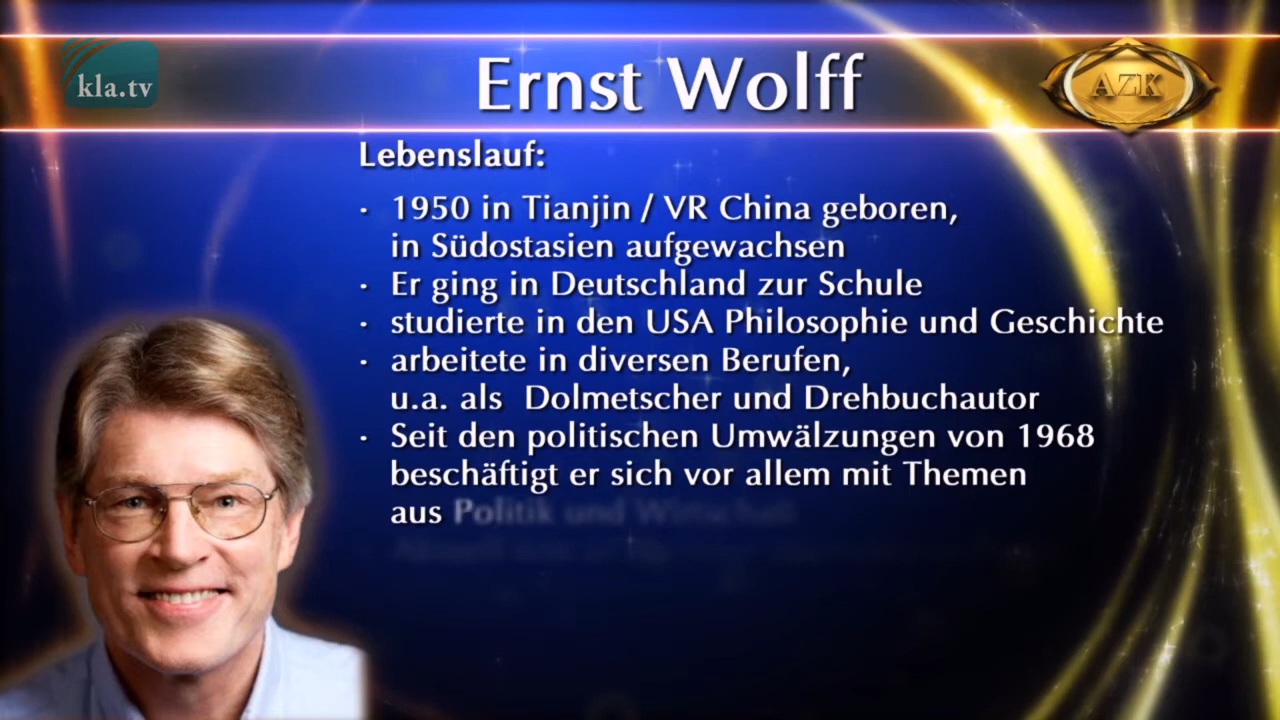 kla.tv
Ernst Wolff
AZK
Lebenslauf:
· 1950 in Tianjin / VR China geboren,
in Südostasien aufgewachsen
· Er ging in Deutschland zur Schule
· studierte in den USA Philosophie und Geschichte
· arbeitete in diversen Berufen,
u.a. als Dolmetscher und Drehbuchautor
· Seit den politischen Umwälzungen von 1968
beschäftigt er sich vor allem mit Themen
aus Politik und Wirtschaft